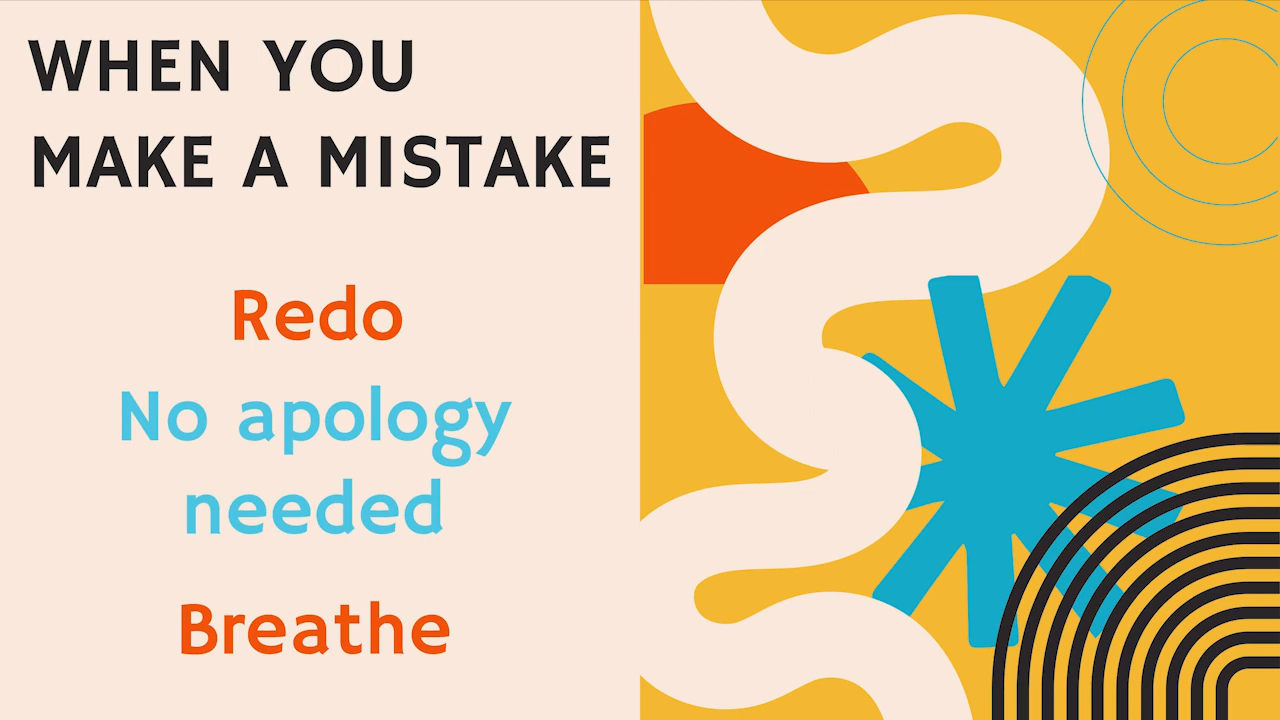 WHEN YOU
MAKE A MISTAKE
Redo
No apology
needed
Breathe